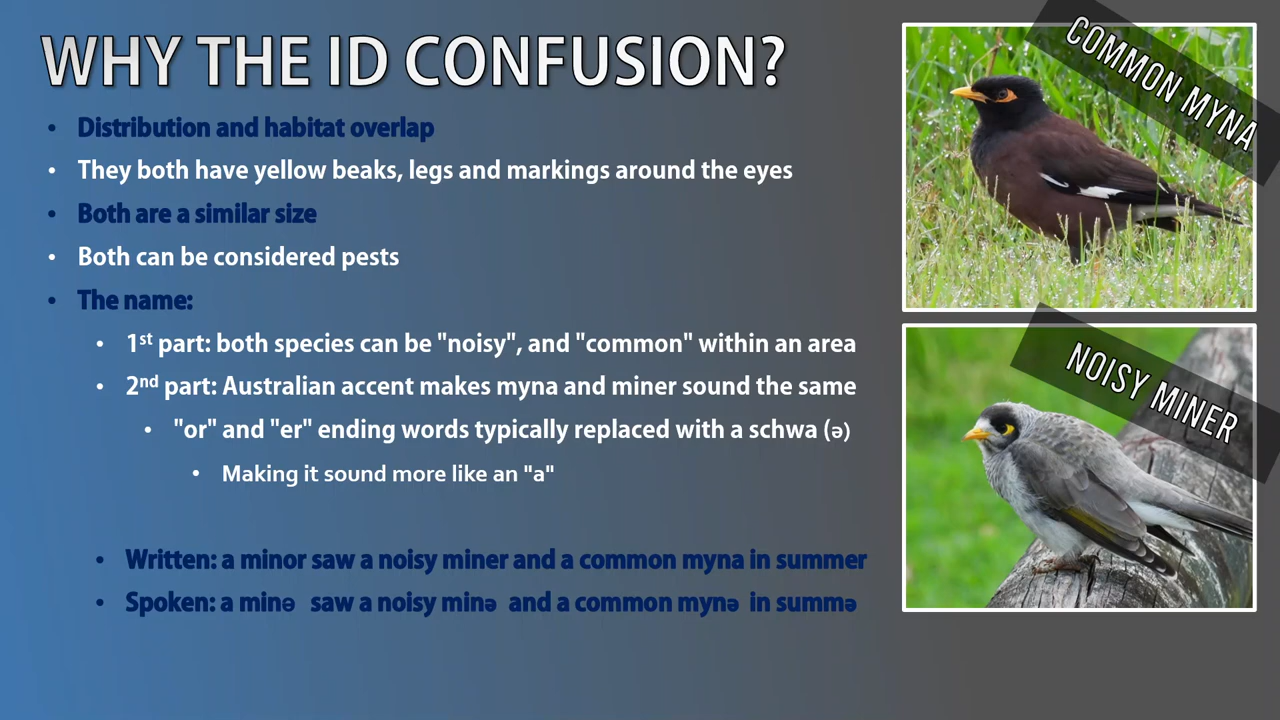 WHY THE ID CONFUSION?
• Distribution and habitat overlap
• They both have yellow beaks, legs and markings around the eyes
• Both are a similar size
• Both can be considered pests
• The name:
• 1st part: both species can be "noisy", and "common" within an area
• 2nd part: Australian accent makes myna and miner sound the same
• "or" and "er" ending words typically replaced with a schwa (ə)
• Making it sound more like an "a"
• Written: a minor saw a noisy miner and a common myna in summer
• Spoken: a minə saw a noisy minə and a common mynə in summə
COMMON MYNA
NOISY MINER